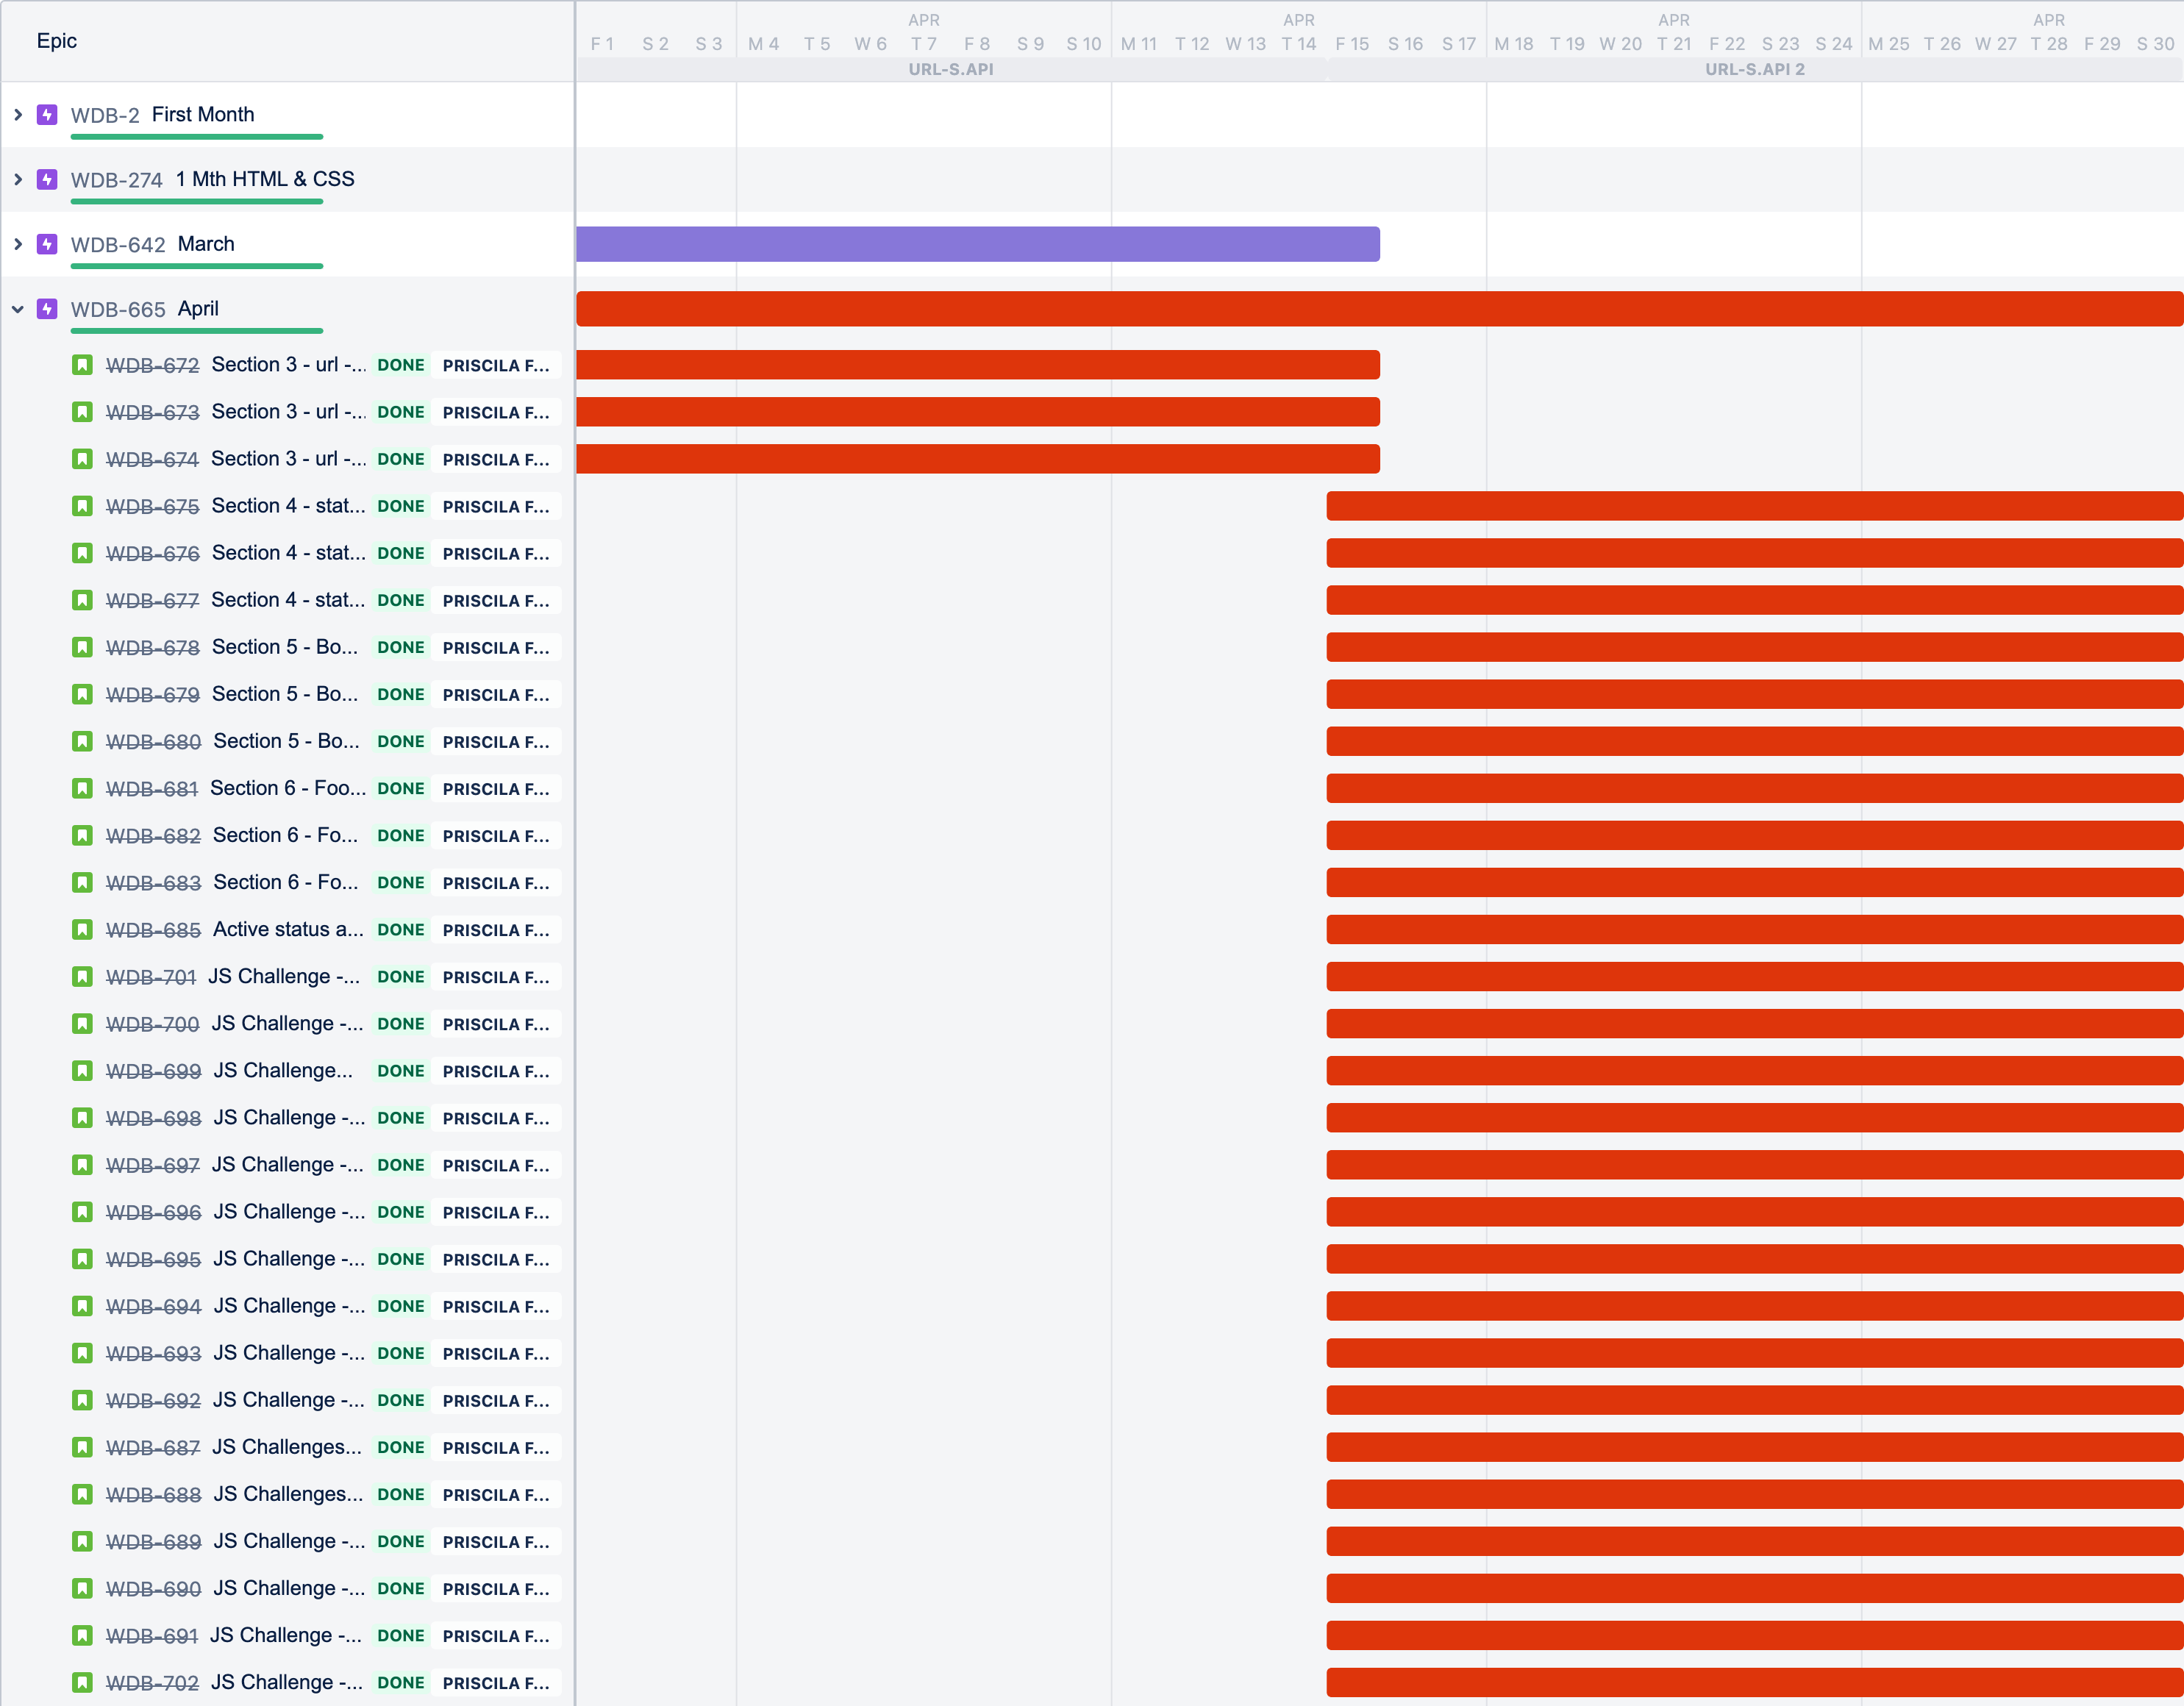 Epic
APR APR APR APR
F 1 S 2 S 3 M 4 T 5 W 6 T 7 F 8 S 9 S 10 M 11 T 12 W 13 T 14 F 15 S 16 S 17 M 18 T 19 W 20 T 21 F 22 S 23 S 24 M 25 T 26 W 27 T 28 F 29 S 30
URL-S.API URL-S.API 2
WDB-2 First Month
WDB-274 1 Mth HTML & CSS
WDB-642 March
WDB-665 April
WDB-672 Section 3 - url -... DONE PRISCILA F...
WDB-673 Section 3 - url -... DONE PRISCILA F...
WDB-674 Section 3 - url -... DONE PRISCILA F...
WDB-675 Section 4 - stat... DONE PRISCILA F...
WDB-676 Section 4 - stat... DONE PRISCILA F...
WDB-677 Section 4 - stat... DONE PRISCILA F...
WDB-678 Section 5 - Bo... DONE PRISCILA F...
WDB-679 Section 5 - Bo... DONE PRISCILA F...
WDB-680 Section 5 - Bo... DONE PRISCILA F...
WDB-681 Section 6 - Foo... DONE PRISCILA F...
WDB-682 Section 6 - Fo... DONE PRISCILA F...
WDB-683 Section 6 - Fo... DONE PRISCILA F...
WDB-685 Active status a... DONE PRISCILA F...
WDB-701 JS Challenge -... DONE PRISCILA F...
WDB-700 JS Challenge -... DONE PRISCILA F...
WDB-699 JS Challenge... DONE PRISCILA F...
WDB-698 JS Challenge -... DONE PRISCILA F...
WDB-697 JS Challenge -... DONE PRISCILA F...
WDB-696 JS Challenge -... DONE PRISCILA F...
WDB-695 JS Challenge -... DONE PRISCILA F...
WDB-694 JS Challenge -... DONE PRISCILA F...
WDB-693 JS Challenge -... DONE PRISCILA F...
WDB-692 JS Challenge -... DONE PRISCILA F...
WDB-687 JS Challenges... DONE PRISCILA F...
WDB-688 JS Challenges... DONE PRISCILA F...
WDB-689 JS Challenge -... DONE PRISCILA F...
WDB-690 JS Challenge -... DONE PRISCILA F...
WDB-691 JS Challenge -... DONE PRISCILA F...
WDB-702 JS Challenge -... DONE PRISCILA F...